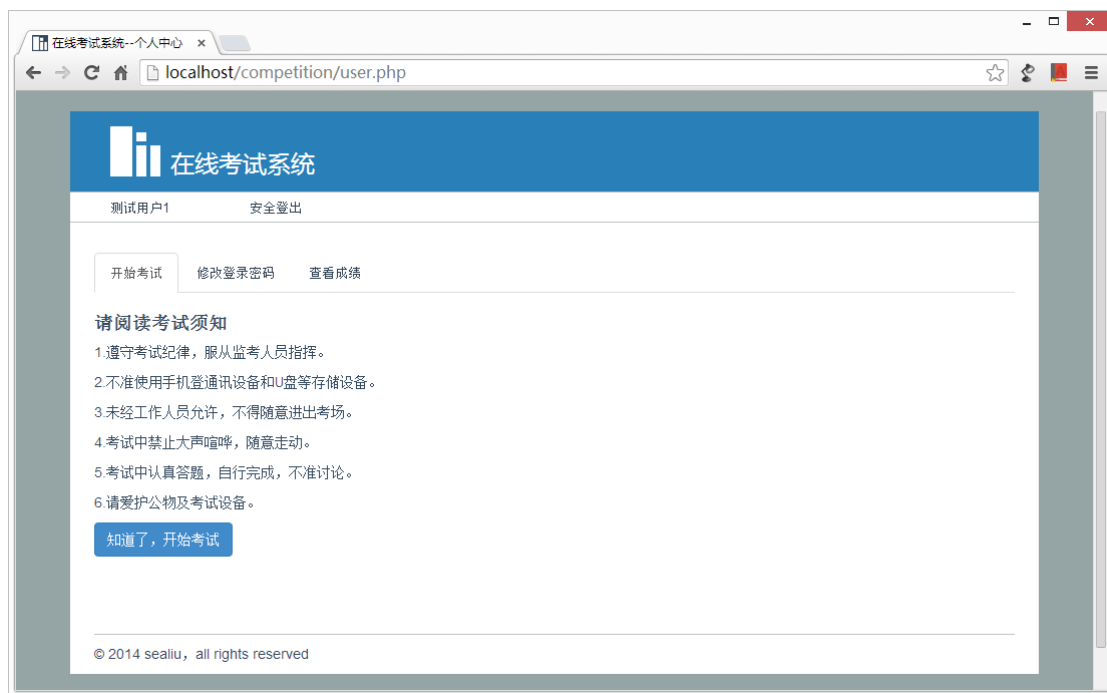 在线考试系统--个人中心
localhost/competition/user.php
在线考试系统
测试用户1 安全登出
开始考试 修改登录密码 查看成绩
请阅读考试须知
1.遵守考试纪律，服从监考人员指挥。
2.不准使用手机登通讯设备和U盘等存储设备。
3.未经工作人员允许，不得随意进出考场。
4.考试中禁止大声喧哗，随意走动。
5.考试中认真答题，自行完成，不准讨论。
6.请爱护公物及考试设备。
知道了，开始考试
© 2014 sealiu，all rights reserved